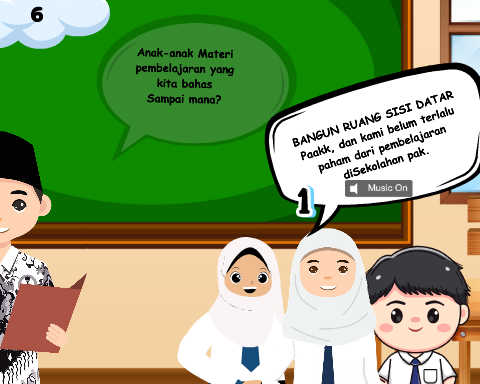 6
Anak-anak Materi
pembelajaran yang
kita bahas
Sampai mana?
BANGUN RUANG SISI DATAR
Paakk, dan kami belum terlalu
paham dari pembelajaran
diSekolahan pak.
1
Music On